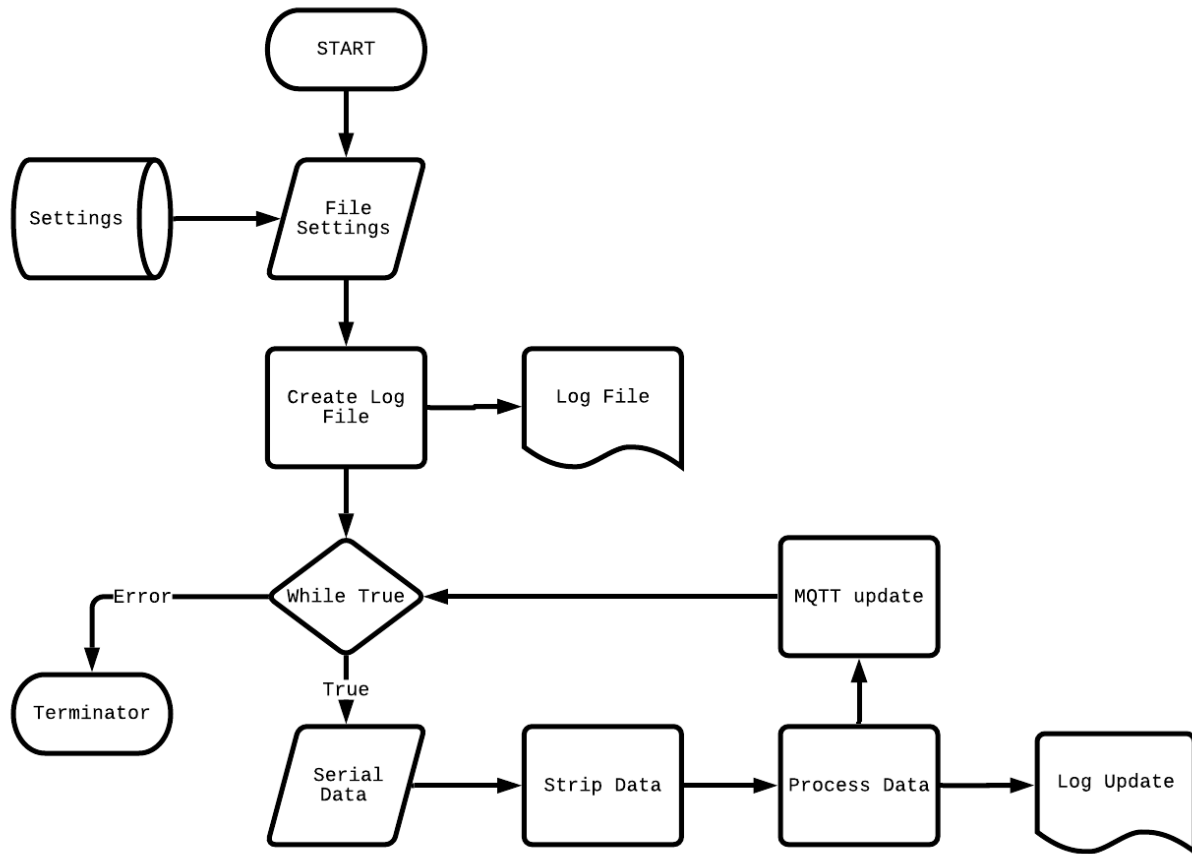 START
Settings
File
Settings
Create Log
File
Log File
While True
Error
MQTT update
True
Terminator
Serial
Data
Strip Data
Process Data
Log Update